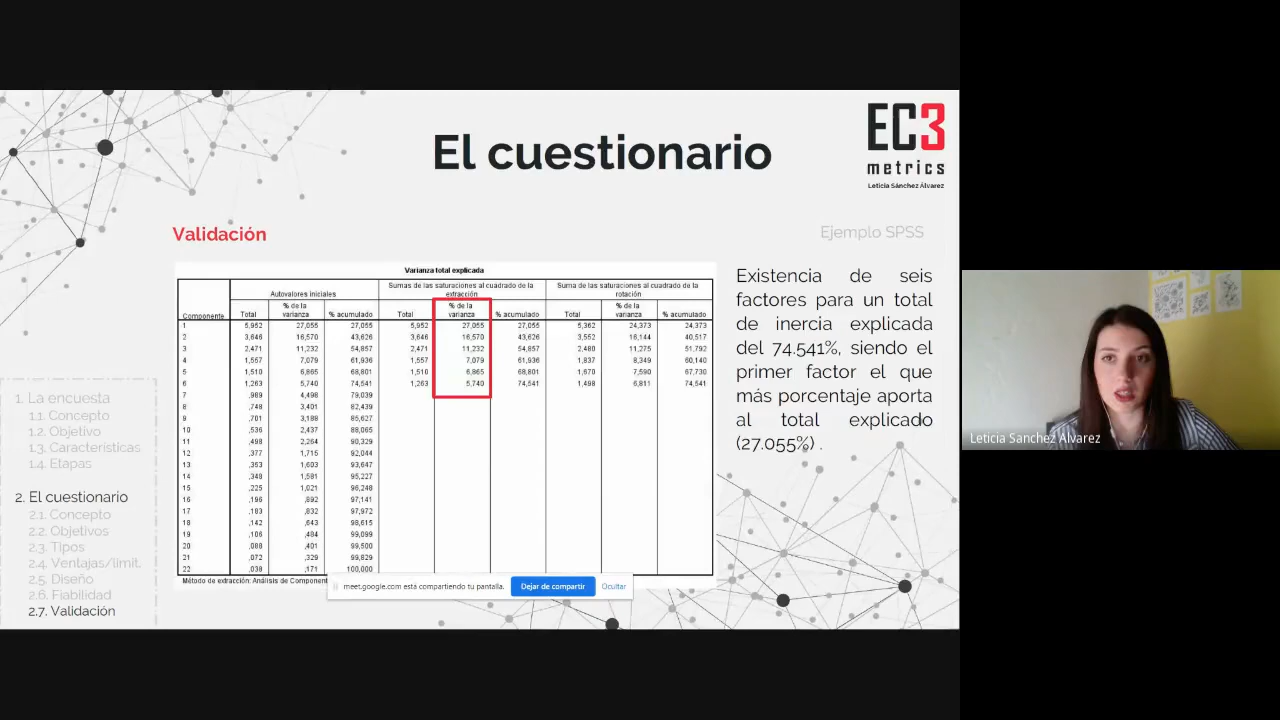 EC3
metrics
Leticia Sánchez Álvarez
El cuestionario
Validación
Ejemplo SPSS
Varianza total explicada
Componente | Autovalores iniciales | Sumas de las saturaciones al cuadrado de la extracción | Suma de las saturaciones al cuadrado de la rotación
Total | % de la varianza | % acumulado | Total | % de la varianza | % acumulado | Total | % de la varianza | % acumulado
1 5,952 27,055 27,055 5,952 27,055 27,055 5,362 24,373 24,373
2 3,646 16,570 43,626 3,646 16,570 43,626 3,552 16,144 40,517
3 2,471 11,232 54,857 2,471 11,232 54,857 2,480 11,275 51,792
4 1,557 7,079 61,936 1,557 7,079 61,936 1,837 8,349 60,140
5 1,510 6,865 68,801 1,510 6,865 68,801 1,670 7,590 67,730
6 1,263 5,740 74,541 1,263 5,740 74,541 1,498 6,811 74,541
7 ,989 4,498 79,039
8 ,748 3,401 82,439
9 ,701 3,188 85,627
10 ,536 2,437 88,065
11 ,498 2,264 90,329
12 ,377 1,715 92,044
13 ,353 1,603 93,647
14 ,348 1,581 95,227
15 ,225 1,021 96,248
16 ,196 ,892 97,141
17 ,183 ,832 97,972
18 ,142 ,643 98,615
19 ,106 ,484 99,099
20 ,088 ,401 99,500
21 ,072 ,329 99,829
22 ,038 ,171 100,000
Método de extracción: Análisis de Component
Existencia de seis
factores para un total
de inercia explicada
del 74.541%, siendo el
primer factor el que
más porcentaje aporta
al total explicado
(27.055%) .
1. La encuesta
1.1. Concepto
1.2. Objetivo
1.3. Características
1.4. Etapas
2. El cuestionario
2.1. Concepto
2.2. Objetivos
2.3. Tipos
2.4. Ventajas/limit.
2.5. Diseño
2.6. Fiabilidad
2.7. Validación
meet.google.com está compartiendo tu pantalla.
Dejar de compartir
Ocultar
Leticia Sanchez Alvarez